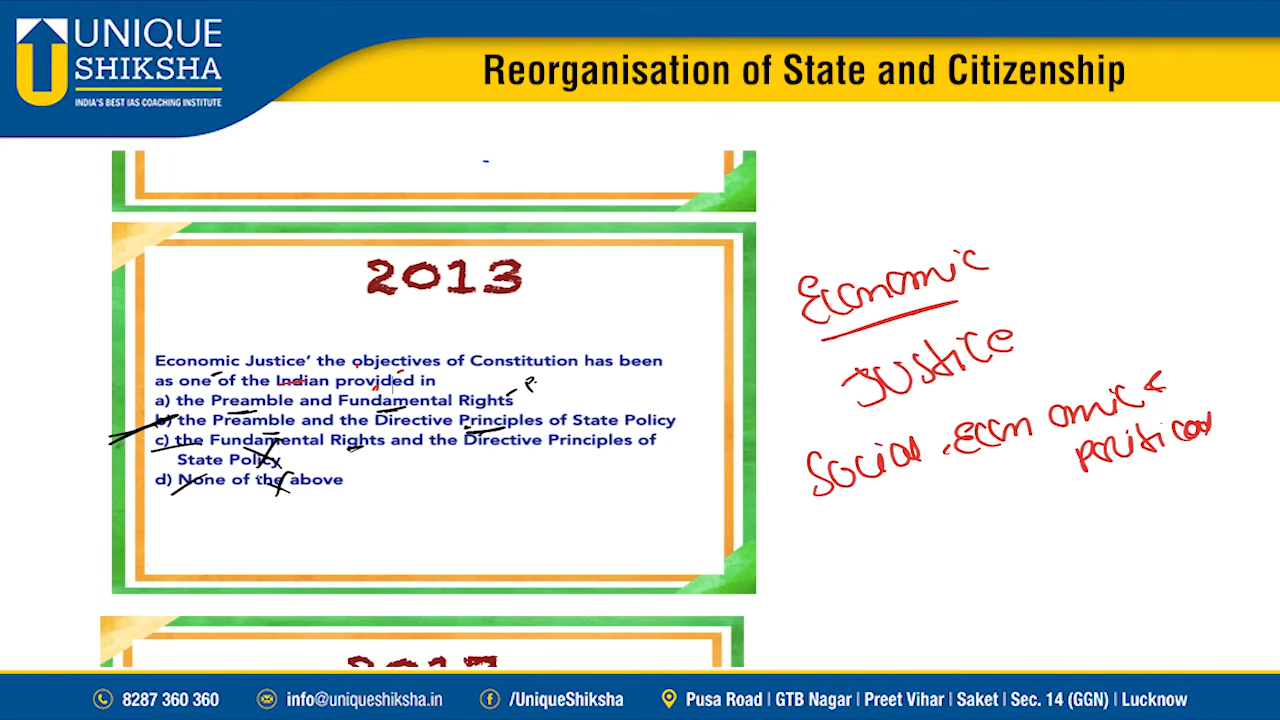 UNIQUE
SHIKSHA
INDIA'S BEST IAS COACHING INSTITUTE
Reorganisation of State and Citizenship
2013
Economic Justice' the objectives of Constitution has been
as one of the Indian provided in
a) the Preamble and Fundamental Rights
b) the Preamble and the Directive Principles of State Policy
c) the Fundamental Rights and the Directive Principles of
State Policy
d) None of the above
Economic
Justice
Social, Economic &
political
8287 360 360
info@uniqueshiksha.in
/UniqueShiksha
Pusa Road | GTB Nagar | Preet Vihar | Saket | Sec. 14 (GGN) | Lucknow